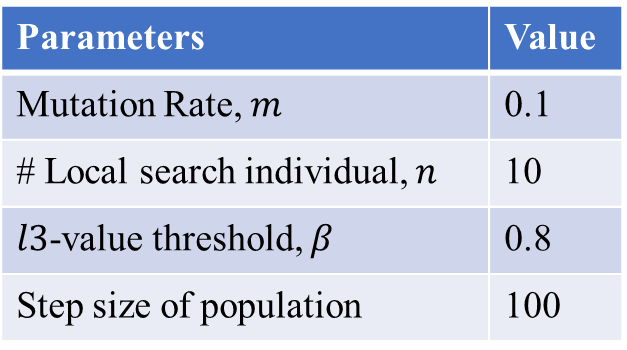 Parameters Value
Mutation Rate, m 0.1
# Local search individual, n 10
l3-value threshold, β 0.8
Step size of population 100